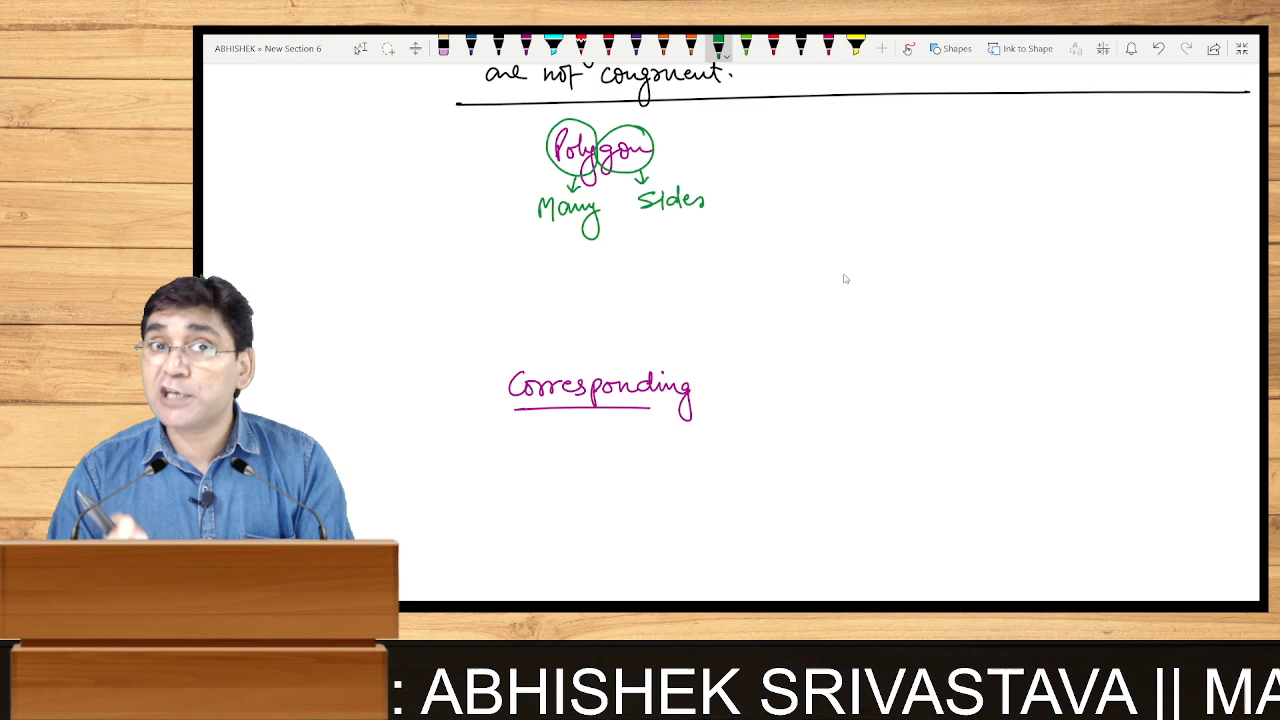 ABHISHEK » New Section 6
Shapes
Ink to Shape
are not congruent.
Polygon
Many Sides
Corresponding
: ABHISHEK SRIVASTAVA || MA